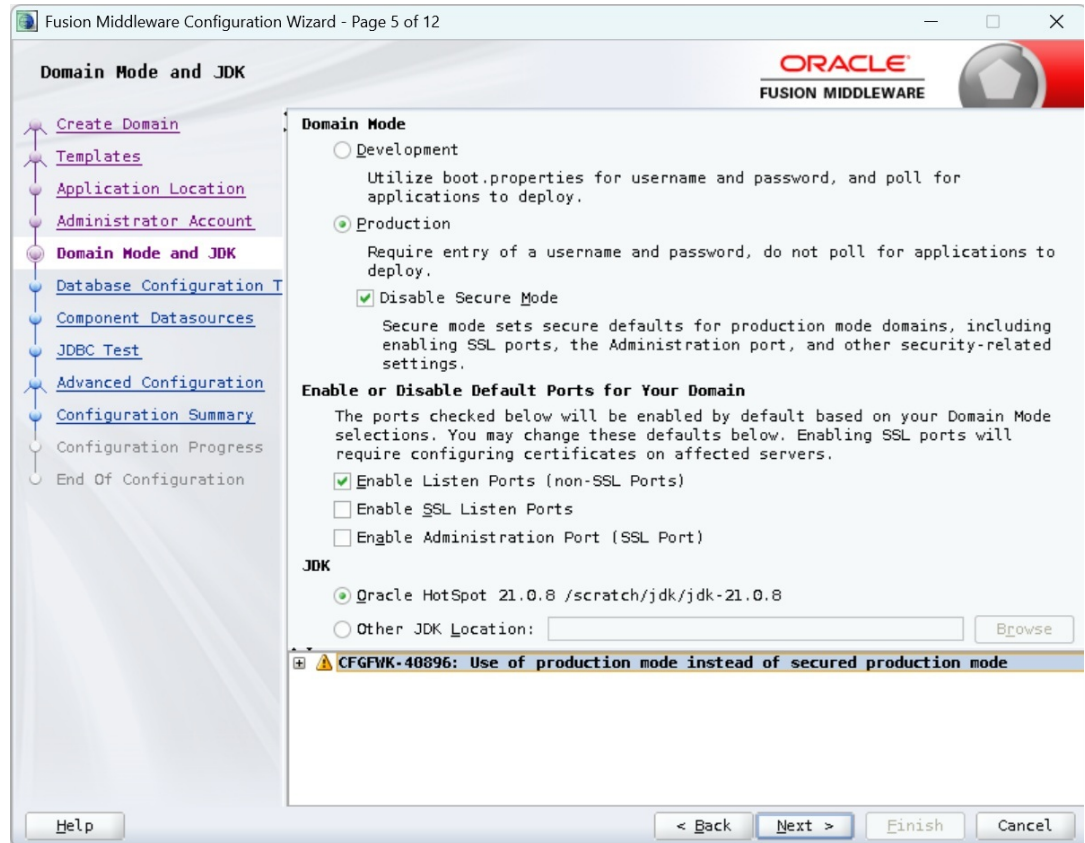 Fusion Middleware Configuration Wizard - Page 5 of 12
Domain Mode and JDK
ORACLE
FUSION MIDDLEWARE
Create Domain
Templates
Application Location
Administrator Account
Domain Mode and JDK
Database Configuration T
Component Datasources
JDBC Test
Advanced Configuration
Configuration Summary
Configuration Progress
End Of Configuration
Domain Mode
Development
Utilize boot.properties for username and password, and poll for
applications to deploy.
Production
Require entry of a username and password, do not poll for applications to
deploy.
Disable Secure Mode
Secure mode sets secure defaults for production mode domains, including
enabling SSL ports, the Administration port, and other security-related
settings.
Enable or Disable Default Ports for Your Domain
The ports checked below will be enabled by default based on your Domain Mode
selections. You may change these defaults below. Enabling SSL ports will
require configuring certificates on affected servers.
Enable Listen Ports (non-SSL Ports)
Enable SSL Listen Ports
Enable Administration Port (SSL Port)
JDK
Oracle HotSpot 21.0.8 /scratch/jdk/jdk-21.0.8
Other JDK Location:
Browse
CFGFWK-40896: Use of production mode instead of secured production mode
Help
< Back
Next >
Finish
Cancel